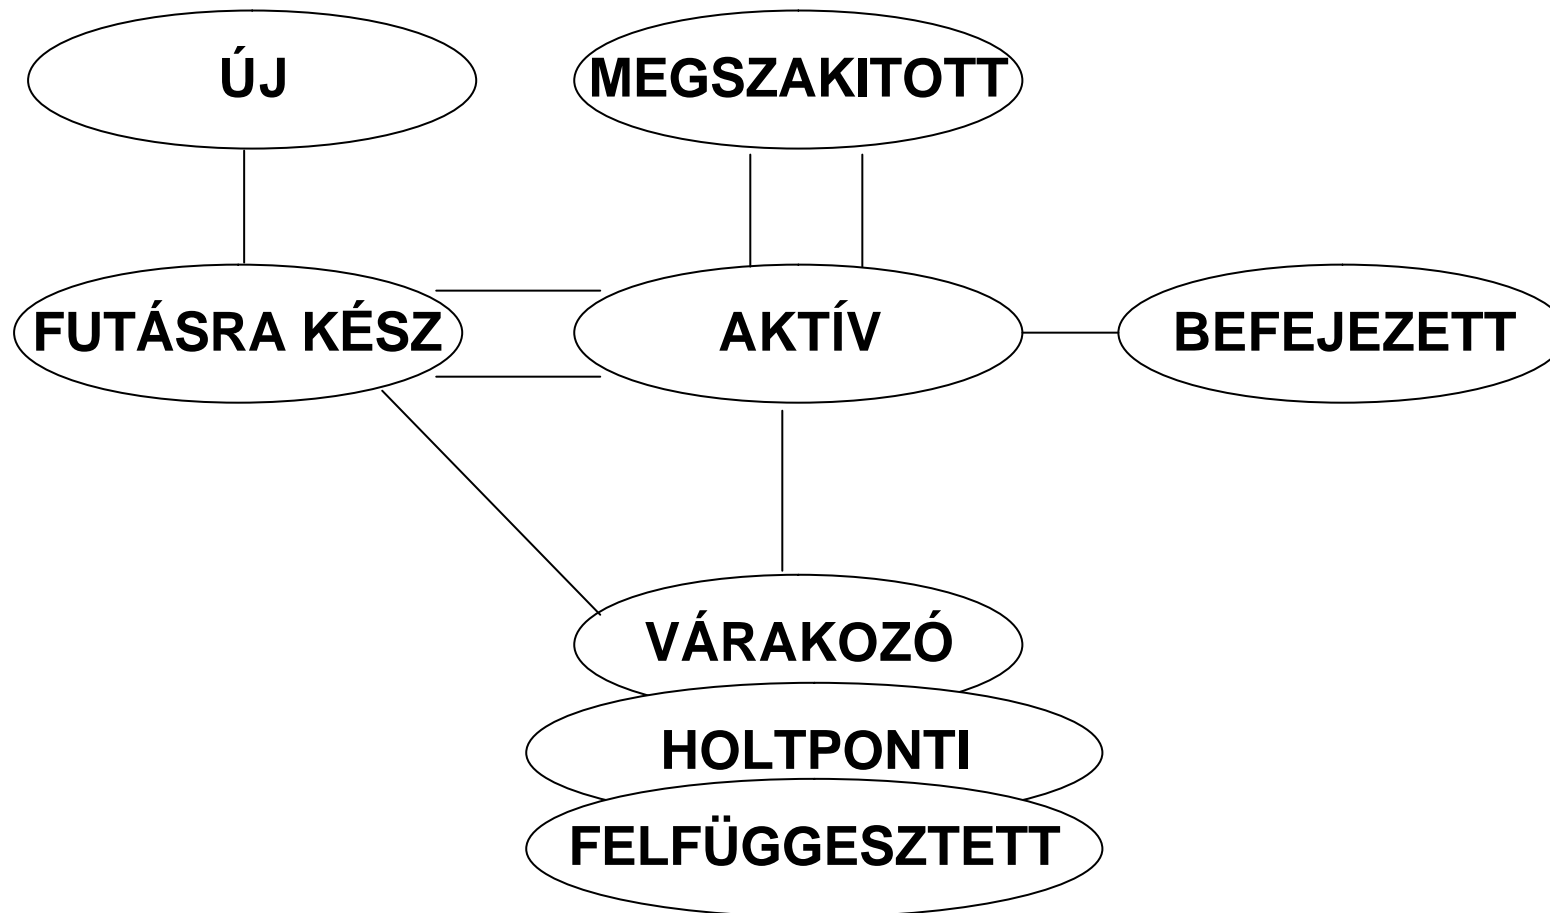 ÚJ
MEGSZAKITOTT
FUTÁSRA KÉSZ
AKTÍV
BEFEJEZETT
VÁRAKOZÓ
HOLTPONTI
FELFÜGGESZTETT